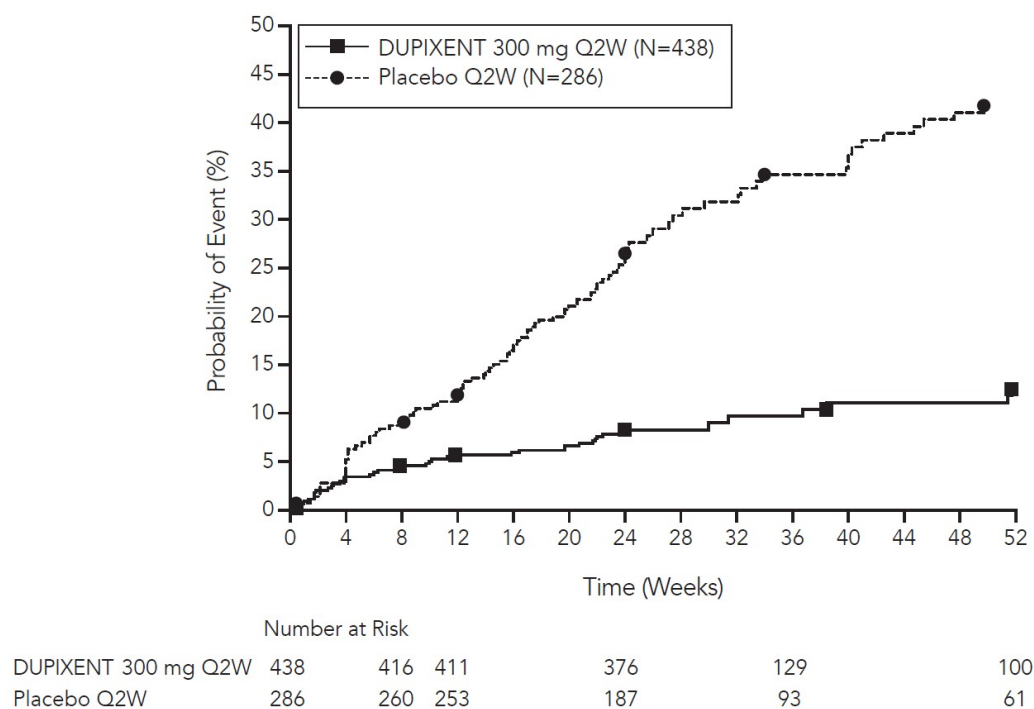 50
DUPIXENT 300 mg Q2W (N=438)
45
Placebo Q2W (N=286)
40
35
30
25
20
15
10
5
0
Probability of Event (%)
0 4 8 12 16 20 24 28 32 36 40 44 48 52
Time (Weeks)
Number at Risk
DUPIXENT 300 mg Q2W 438 416 411 376 129 100
Placebo Q2W 286 260 253 187 93 61